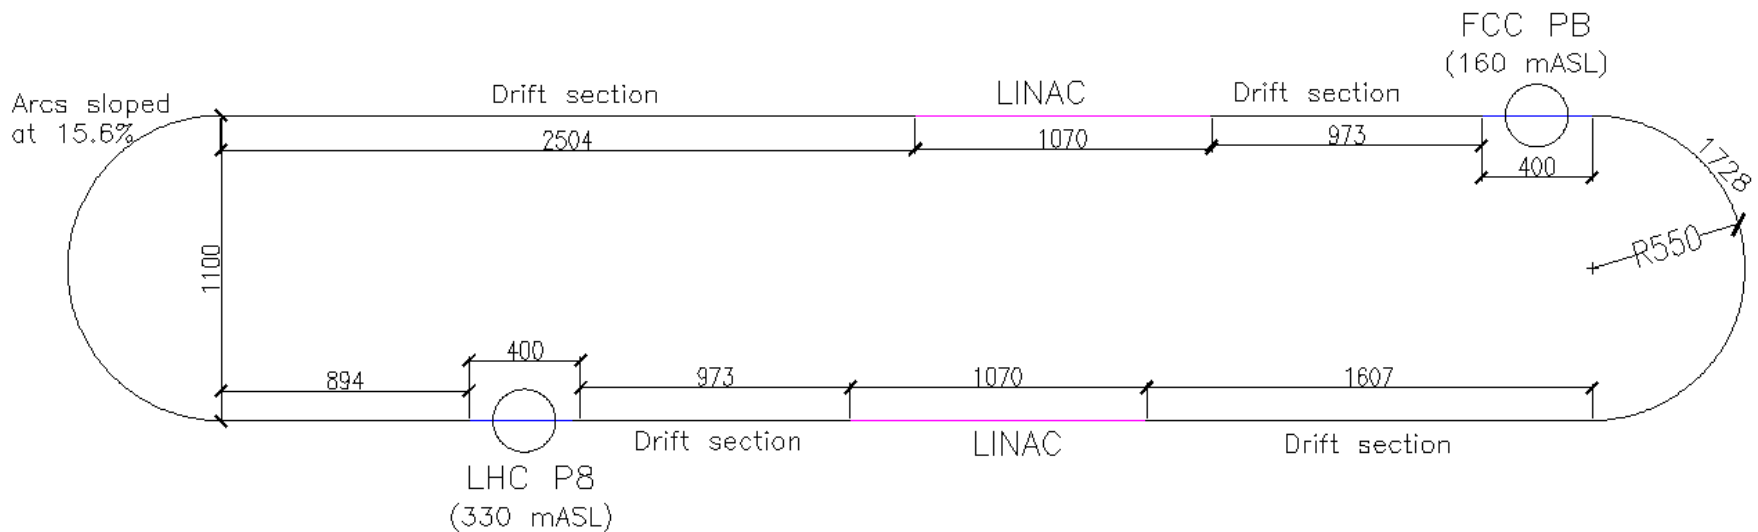 FCC PB
(160 mASL)
Arcs sloped
at 15.6%
Drift section
LINAC
Drift section
2504
1070
973
400
1728
R550
1100
894
400
973
1070
1607
Drift section
LINAC
Drift section
LHC P8
(330 mASL)